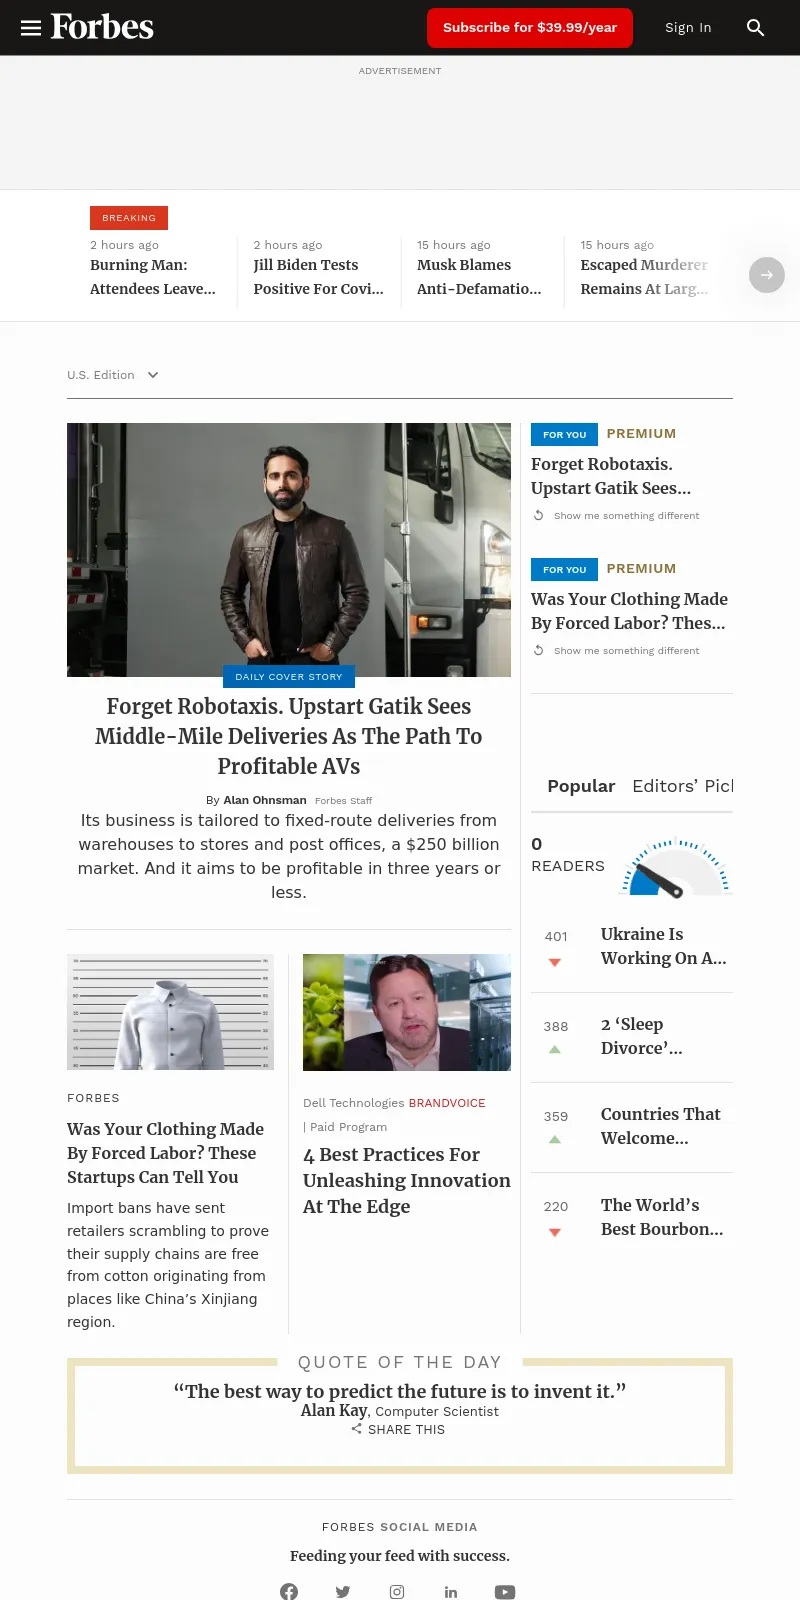 Forbes
Subscribe for $39.99/year
Sign In
ADVERTISEMENT
BREAKING
2 hours ago
Burning Man:
Attendees Leave...
2 hours ago
Jill Biden Tests
Positive For Covi...
15 hours ago
Musk Blames
Anti-Defamatio...
15 hours ago
Escaped Murderer
Remains At Larg...
U.S. Edition
DAILY COVER STORY
Forget Robotaxis. Upstart Gatik Sees
Middle-Mile Deliveries As The Path To
Profitable AVs
By Alan Ohnsman Forbes Staff
Its business is tailored to fixed-route deliveries from
warehouses to stores and post offices, a $250 billion
market. And it aims to be profitable in three years or
less.
FORBES
Was Your Clothing Made
By Forced Labor? These
Startups Can Tell You
Import bans have sent
retailers scrambling to prove
their supply chains are free
from cotton originating from
places like China’s Xinjiang
region.
Dell Technologies BRANDVOICE
| Paid Program
4 Best Practices For
Unleashing Innovation
At The Edge
FOR YOU PREMIUM
Forget Robotaxis.
Upstart Gatik Sees...
Show me something different
FOR YOU PREMIUM
Was Your Clothing Made
By Forced Labor? Thes...
Show me something different
Popular Editors’ Pic
0
READERS
401
Ukraine Is
Working On A...
388
2 ‘Sleep
Divorce’...
359
Countries That
Welcome...
220
The World’s
Best Bourbon...
QUOTE OF THE DAY
“The best way to predict the future is to invent it.”
Alan Kay, Computer Scientist
SHARE THIS
FORBES SOCIAL MEDIA
Feeding your feed with success.